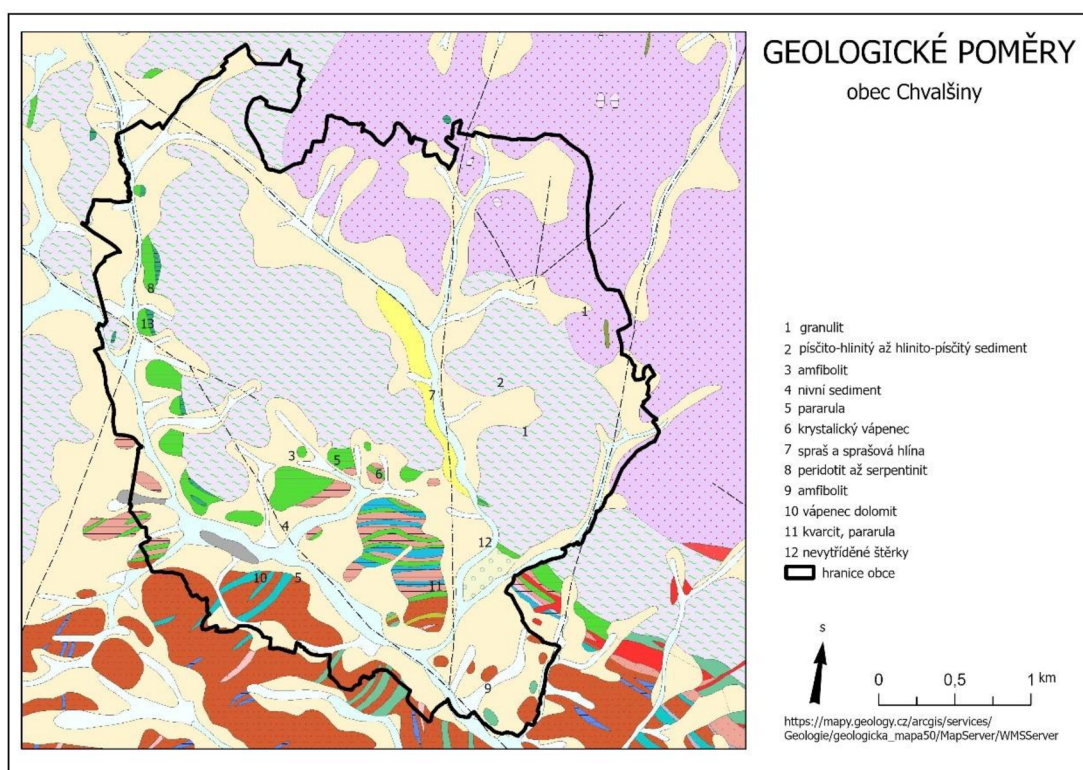 GEOLOGICKÉ POMĚRY
obec Chvalšiny
1
8
13
2
7
1
3
5
6
4
12
10
5
11
9
1 granulit
2 písčito-hlinitý až hlinito-písčitý sediment
3 amfibolit
4 nivní sediment
5 pararula
6 krystalický vápenec
7 spraš a sprašová hlína
8 peridotit až serpentinit
9 amfibolit
10 vápenec dolomit
11 kvarcit, pararula
12 nevytříděné štěrky
hranice obce
S
0 0,5 1 km
https://mapy.geology.cz/arcgis/services/
Geologie/geologicka_mapa50/MapServer/WMSServer